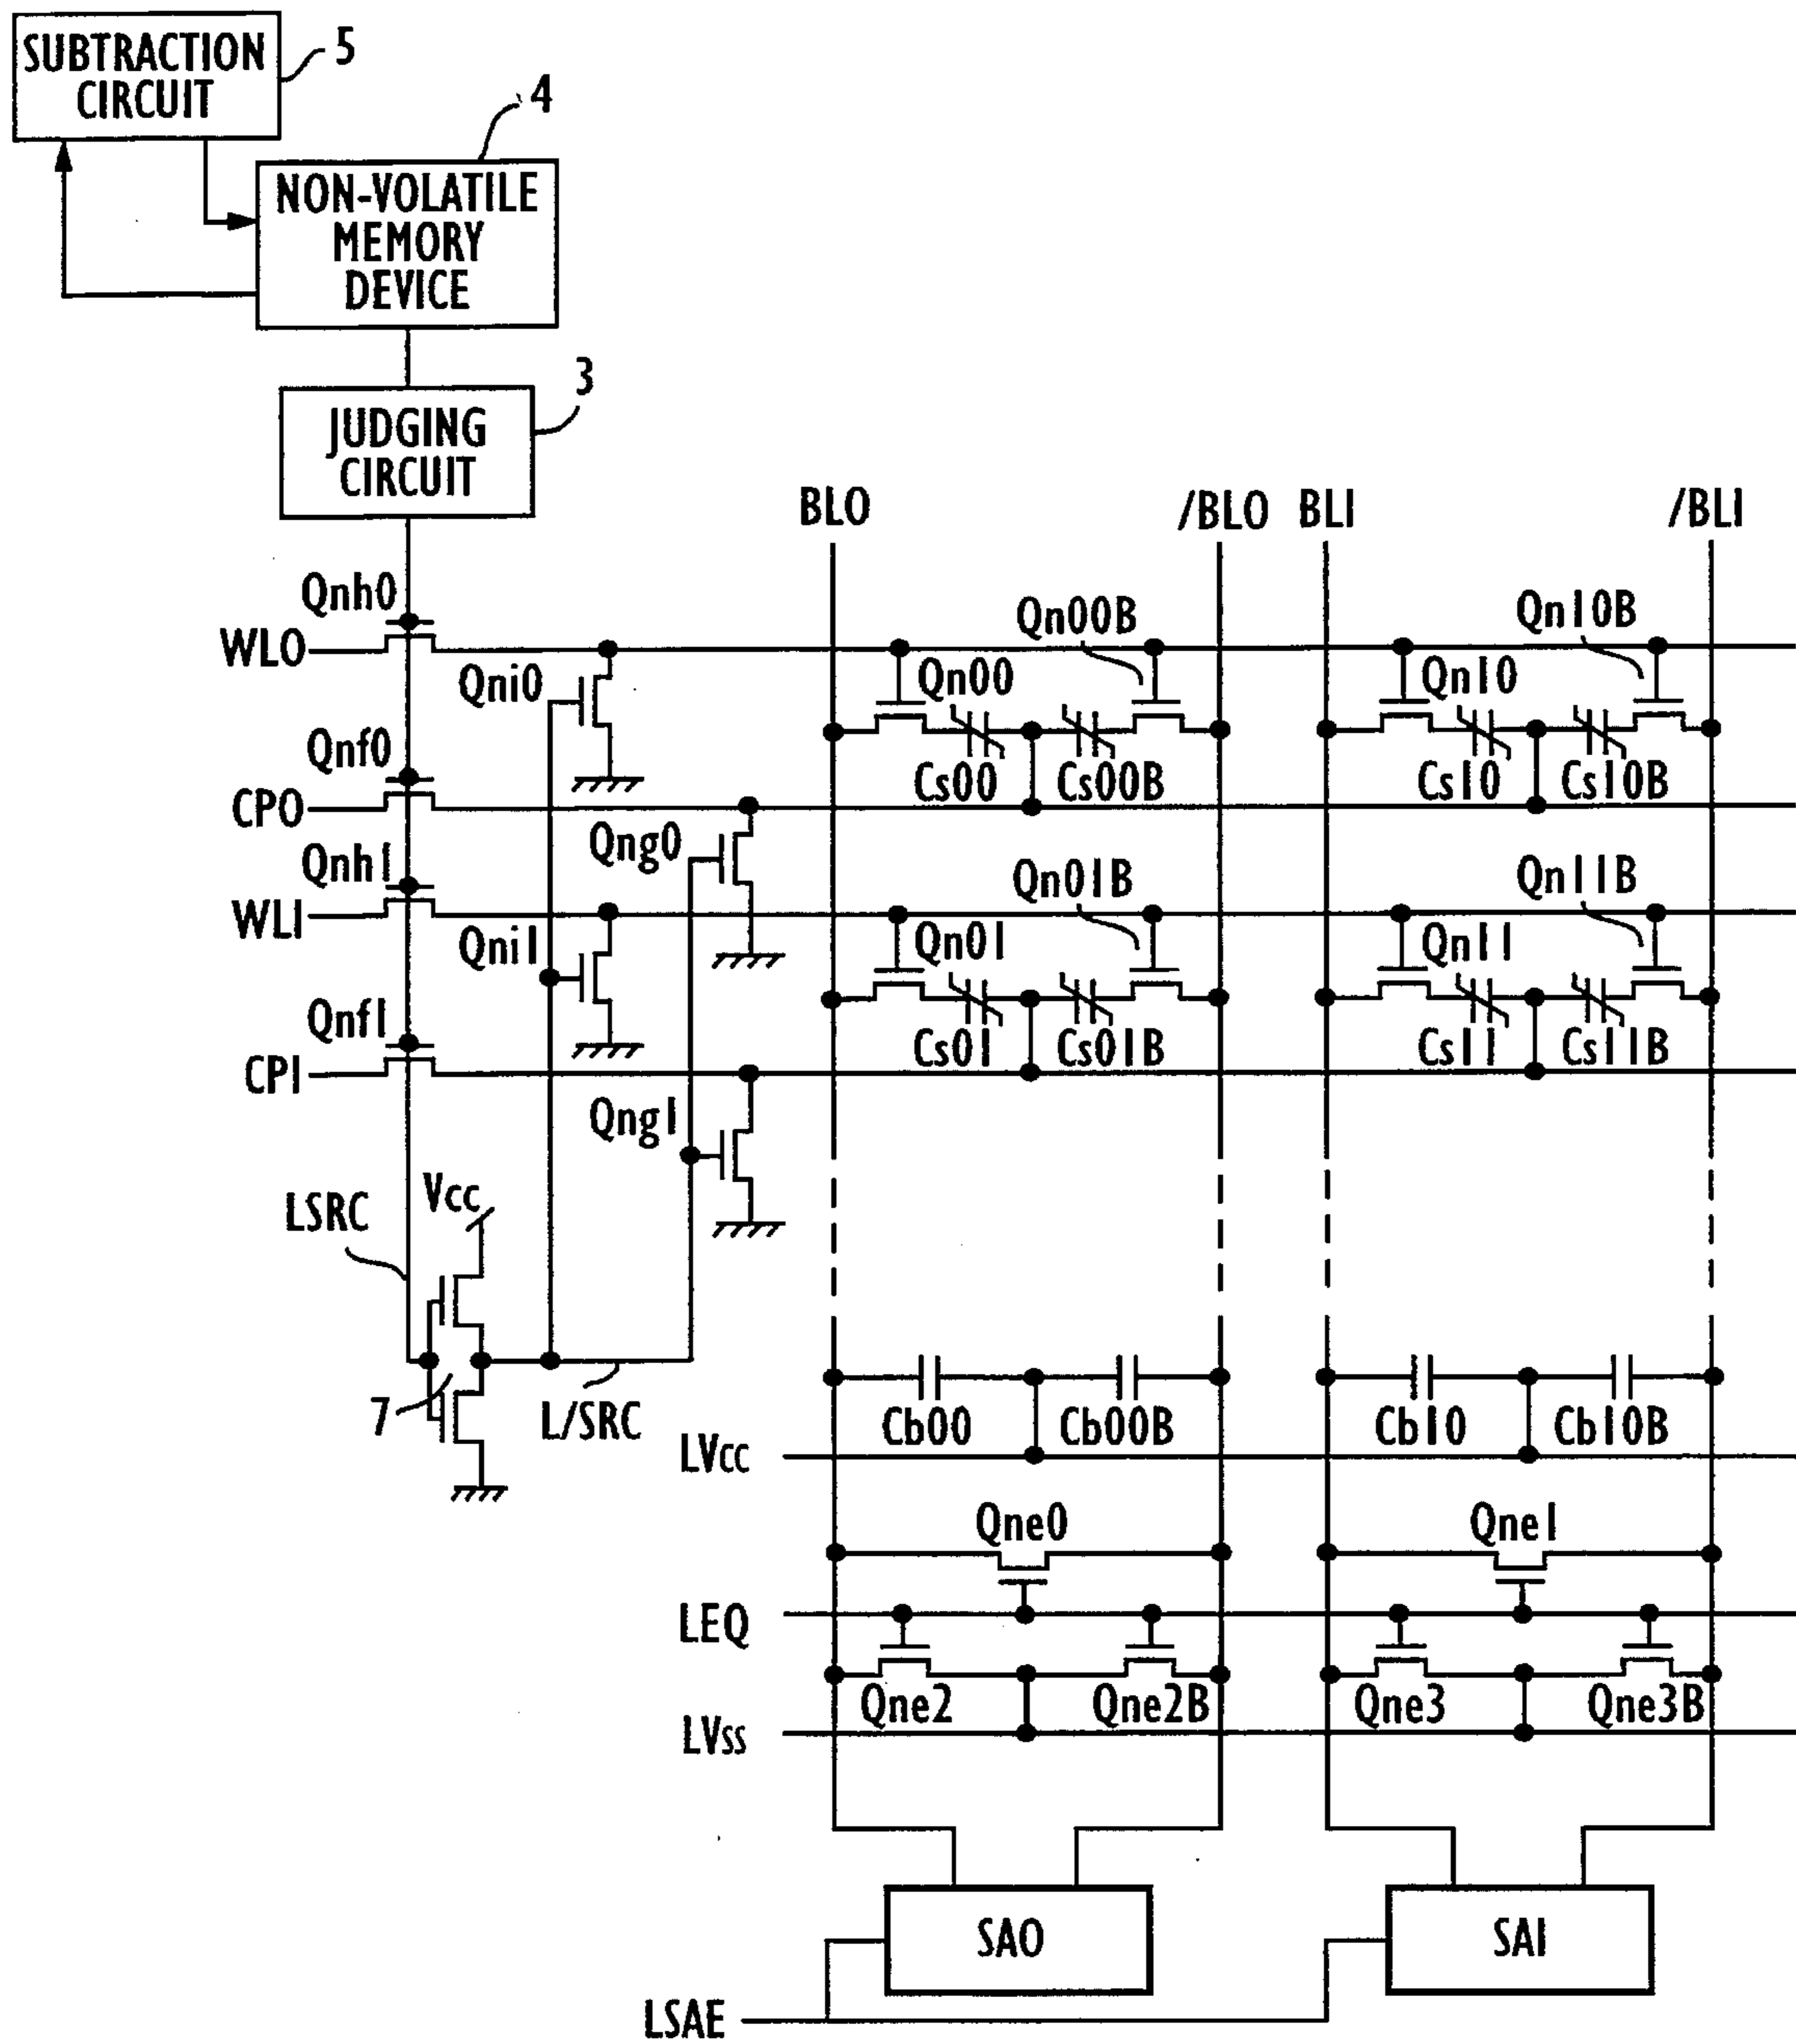 SUBTRACTION
CIRCUIT
5
4
NON-VOLATILE
MEMORY
DEVICE
3
JUDGING
CIRCUIT
BL0
/BL0
BL1
/BL1
Qnh0
WL0
Qni0
Qn00B
Qn00
Qn10B
Qn10
Qnf0
Cs00
Cs00B
Cs10
Cs10B
CP0
Qnh1
Qng0
WL1
Qni1
Qn01B
Qn01
Qn11B
Qn11
Qnf1
Cs01
Cs01B
Cs11
Cs11B
CP1
Qng1
LSRC
Vcc
7
L/SRC
Cb00
Cb00B
Cb10
Cb10B
LVcc
Qne0
Qne1
LEQ
Qne2
Qne2B
Qne3
Qne3B
LVss
SA0
SA1
LSAE